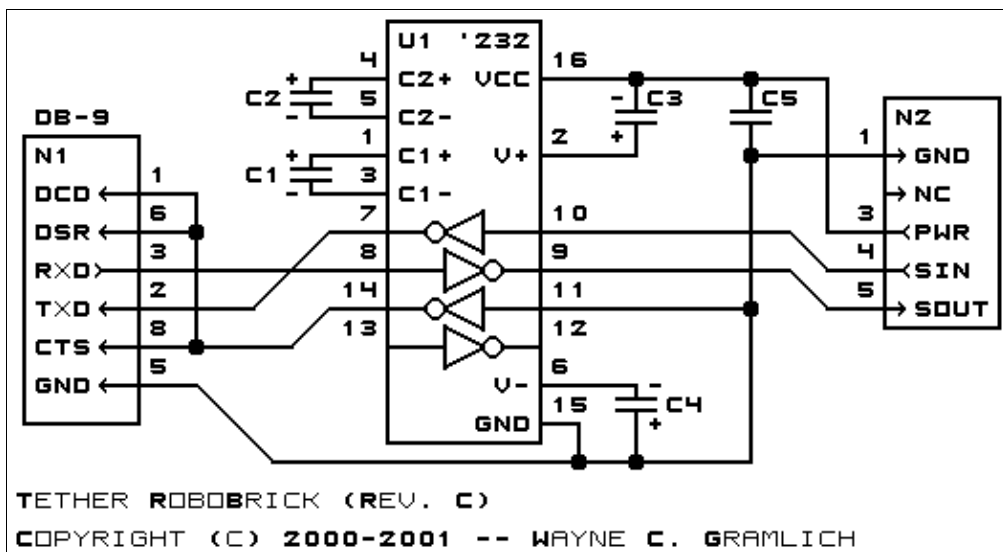 U1 '232
4
16
C2+ VCC
+
C2 5
- C2-
- C3 C5
+
DB-9
N2
N1
1 2
1
+ C1+ V+
GND
C1 3
- C1-
1
DCD
NC
6 7 10 3
DSR
PWR
3 8 9 4
RXD
SIN
2 14 11 5
TXD
SOUT
8 13 12
CTS
5 6
GND
V- -
15 C4
GND +
TETHER ROBOBRICK (REV. C)
COPYRIGHT (C) 2000-2001 -- WAYNE C. GRAMLICH